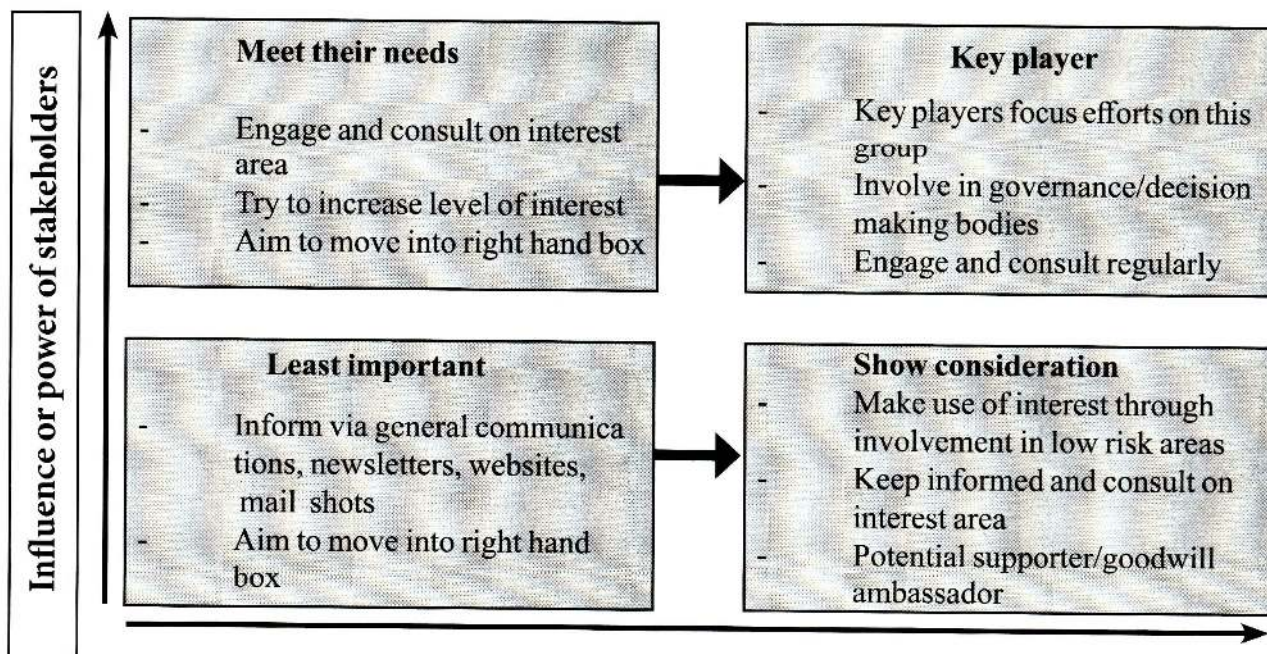 Influence or power of stakeholders
Meet their needs
- Engage and consult on interest
area
- Try to increase level of interest
- Aim to move into right hand box
Key player
- Key players focus efforts on this
group
- Involve in governance/decision
making bodies
- Engage and consult regularly
Least important
- Inform via general communica
tions, newsletters, websites,
mail shots
- Aim to move into right hand
box
Show consideration
- Make use of interest through
involvement in low risk areas
- Keep informed and consult on
interest area
- Potential supporter/goodwill
ambassador